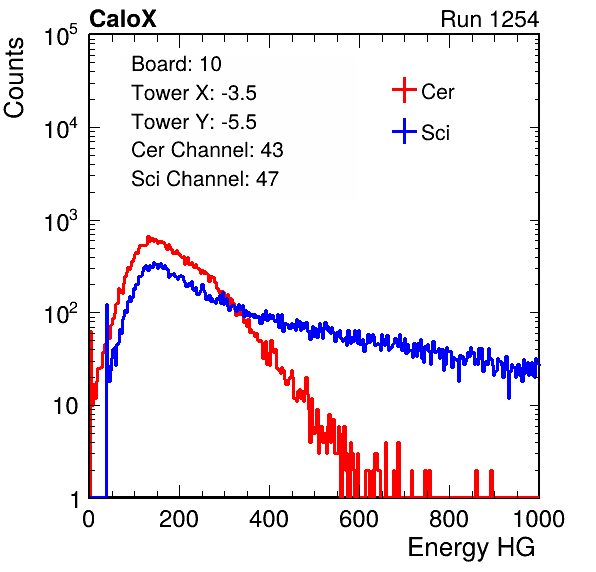 CaloX Run 1254
Counts
10^5
10^4
10^3
10^2
10
1
Board: 10
Tower X: -3.5
Tower Y: -5.5
Cer Channel: 43
Sci Channel: 47
Cer
Sci
0 200 400 600 800 1000
Energy HG